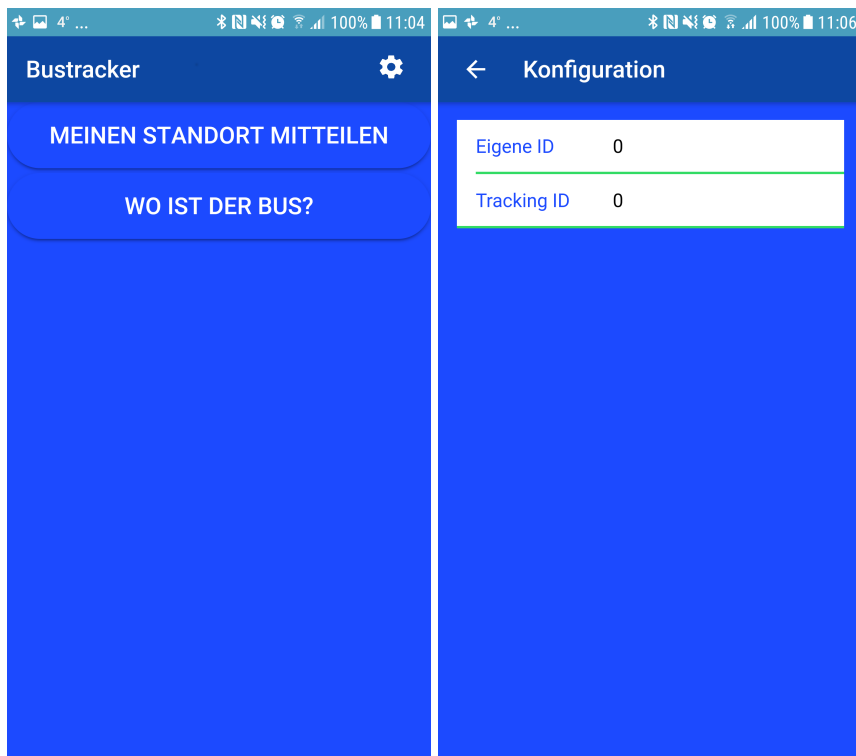 4° ... 100% 11:04
Bustracker
MEINEN STANDORT MITTEILEN
WO IST DER BUS?
4° ... 100% 11:06
Konfiguration
Eigene ID 0
Tracking ID 0